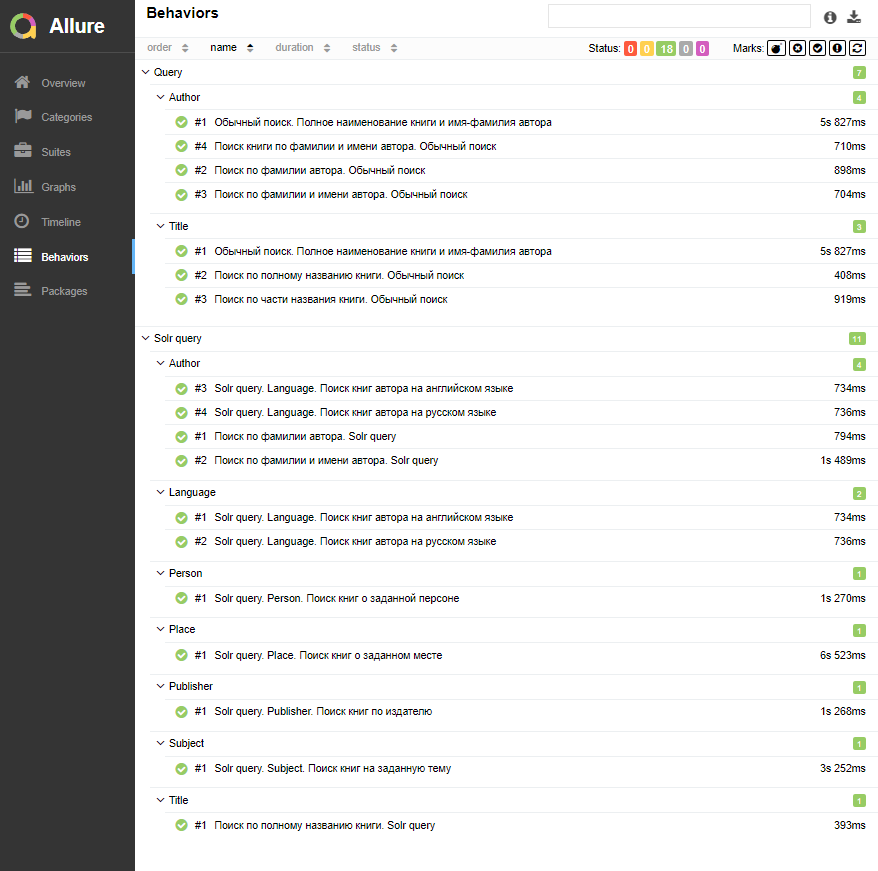 Allure
Overview
Categories
Suites
Graphs
Timeline
Behaviors
Packages
Behaviors
order name duration status Status: 0 0 18 0 0 Marks:
Query 7
Author 4
#1 Обычный поиск. Полное наименование книги и имя-фамилия автора 5s 827ms
#4 Поиск книги по фамилии и имени автора. Обычный поиск 710ms
#2 Поиск по фамилии автора. Обычный поиск 898ms
#3 Поиск по фамилии и имени автора. Обычный поиск 704ms
Title 3
#1 Обычный поиск. Полное наименование книги и имя-фамилия автора 5s 827ms
#2 Поиск по полному названию книги. Обычный поиск 408ms
#3 Поиск по части названия книги. Обычный поиск 919ms
Solr query 11
Author 4
#3 Solr query. Language. Поиск книг автора на английском языке 734ms
#4 Solr query. Language. Поиск книг автора на русском языке 736ms
#1 Поиск по фамилии автора. Solr query 794ms
#2 Поиск по фамилии и имени автора. Solr query 1s 489ms
Language 2
#1 Solr query. Language. Поиск книг автора на английском языке 734ms
#2 Solr query. Language. Поиск книг автора на русском языке 736ms
Person 1
#1 Solr query. Person. Поиск книг о заданной персоне 1s 270ms
Place 1
#1 Solr query. Place. Поиск книг о заданном месте 6s 523ms
Publisher 1
#1 Solr query. Publisher. Поиск книг по издателю 1s 268ms
Subject 1
#1 Solr query. Subject. Поиск книг на заданную тему 3s 252ms
Title 1
#1 Поиск по полному названию книги. Solr query 393ms